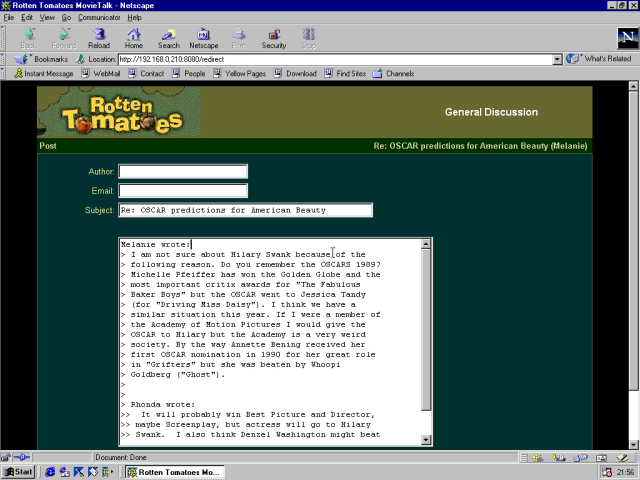 Rotten Tomatoes MovieTalk - Netscape
File Edit View Go Communicator Help
Back Forward Reload Home Search Netscape Print Security Stop
Bookmarks Location: http://192.168.0.210:8080/redirect What's Related
Instant Message WebMail Contact People Yellow Pages Download Find Sites Channels
Rotten
Tomatoes
General Discussion
Post Re: OSCAR predictions for American Beauty (Melanie)
Author:
Email:
Subject: Re: OSCAR predictions for American Beauty
Melanie wrote:
> I am not sure about Hilary Swank because of the
> following reason. Do you remember the OSCARS 1989?
> Michelle Pfeiffer has won the Golden Globe and the
> most important critix awards for "The Fabulous
> Baker Boys" but the OSCAR went to Jessica Tandy
> (for "Driving Miss Daisy"). I think we have a
> similar situation this year. If I were a member of
> the Academy of Motion Pictures I would give the
> OSCAR to Hilary but the Academy is a very weird
> society. By the way Annette Bening received her
> first OSCAR nomination in 1990 for her great role
> in "Grifters" but she was beaten by Whoopi
> Goldberg ("Ghost").
>
>
> Rhonda wrote:
>> It will probably win Best Picture and Director,
>> maybe Screenplay, but actress will go to Hilary
>> Swank. I also think Denzel Washington might beat
Document: Done
Start Rotten Tomatoes Mo... 21:56